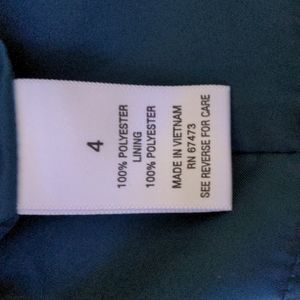 4
100% POLYESTER
LINING
100% POLYESTER
MADE IN VIETNAM
RN 67473
SEE REVERSE FOR CARE